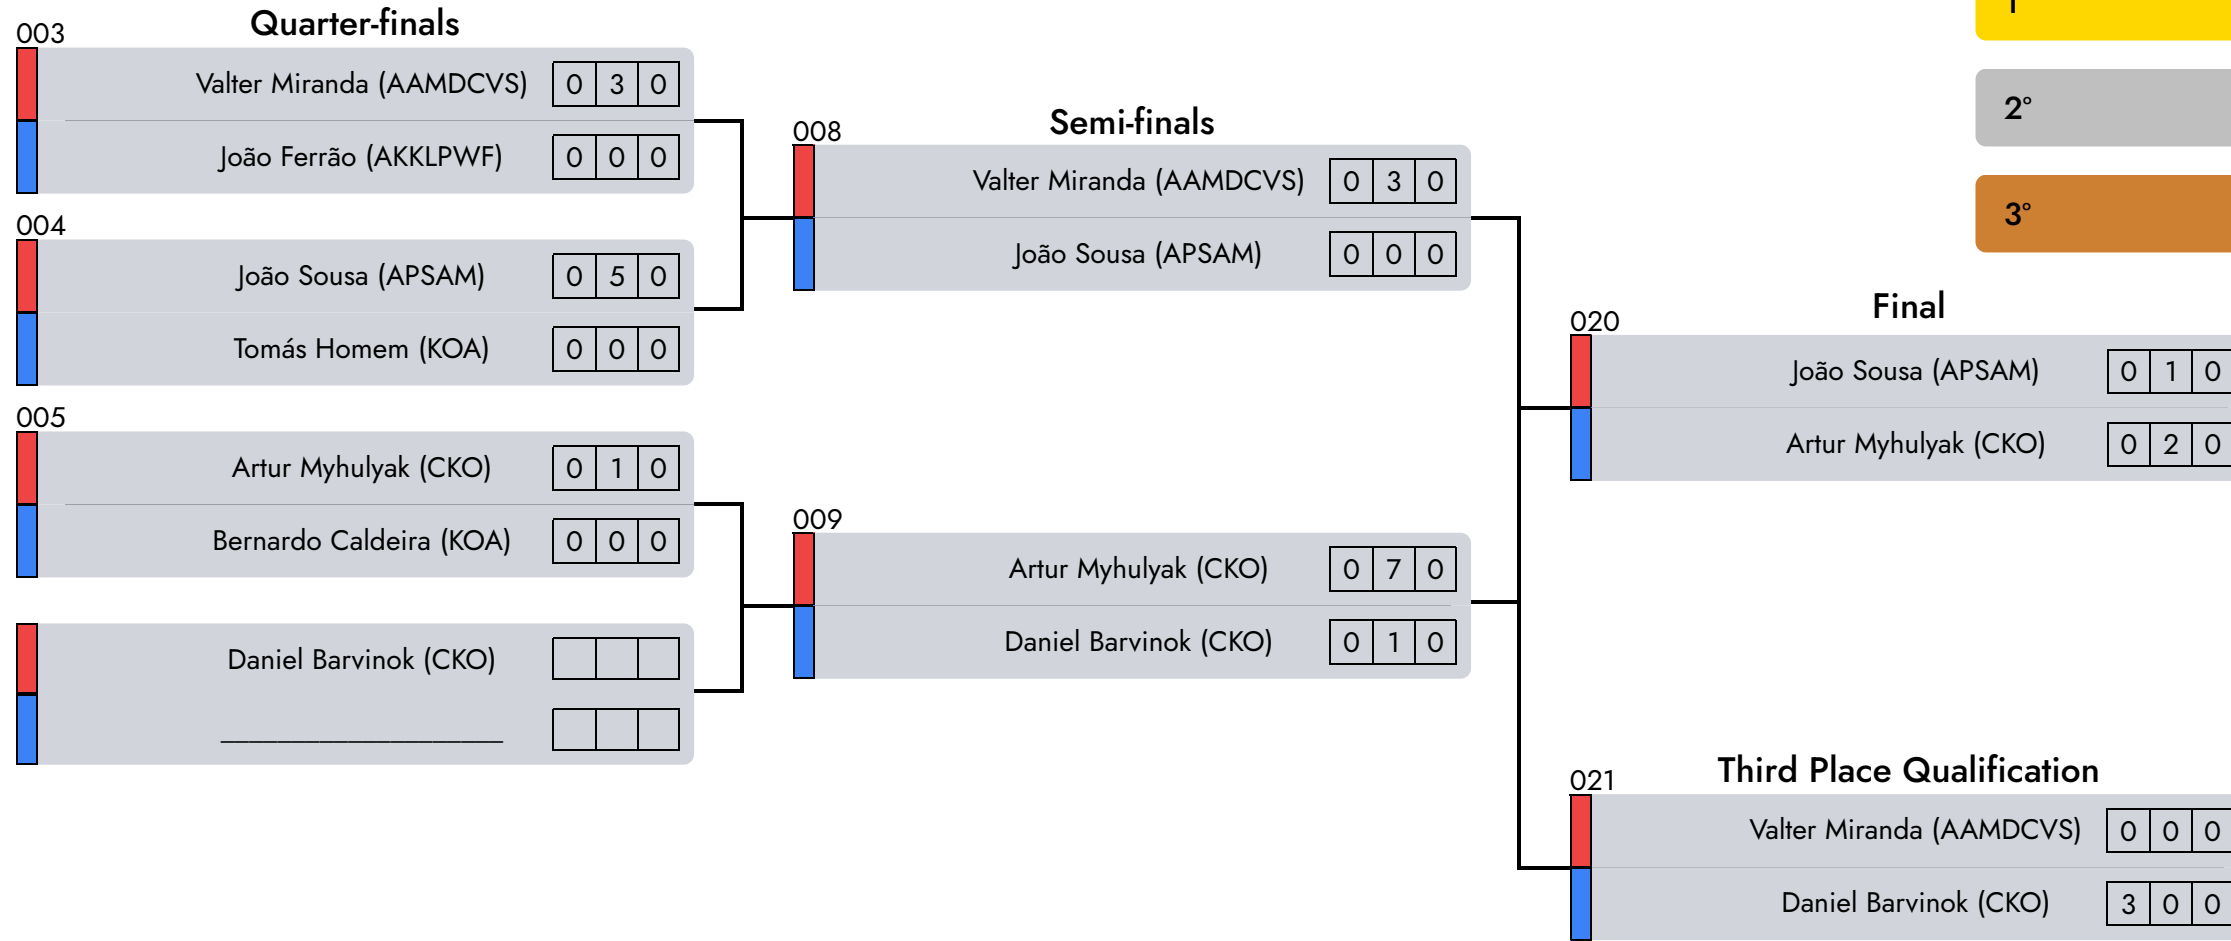 Quarter-finals
003
Valter Miranda (AAMDCVS) 0 3 0
João Ferrão (AKKLPWF) 0 0 0
004
João Sousa (APSAM) 0 5 0
Tomás Homem (KOA) 0 0 0
005
Artur Myhulyak (CKO) 0 1 0
Bernardo Caldeira (KOA) 0 0 0
Daniel Barvinok (CKO)
Semi-finals
008
Valter Miranda (AAMDCVS) 0 3 0
João Sousa (APSAM) 0 0 0
009
Artur Myhulyak (CKO) 0 7 0
Daniel Barvinok (CKO) 0 1 0
2°
3°
Final
020
João Sousa (APSAM) 0 1 0
Artur Myhulyak (CKO) 0 2 0
Third Place Qualification
021
Valter Miranda (AAMDCVS) 0 0 0
Daniel Barvinok (CKO) 3 0 0